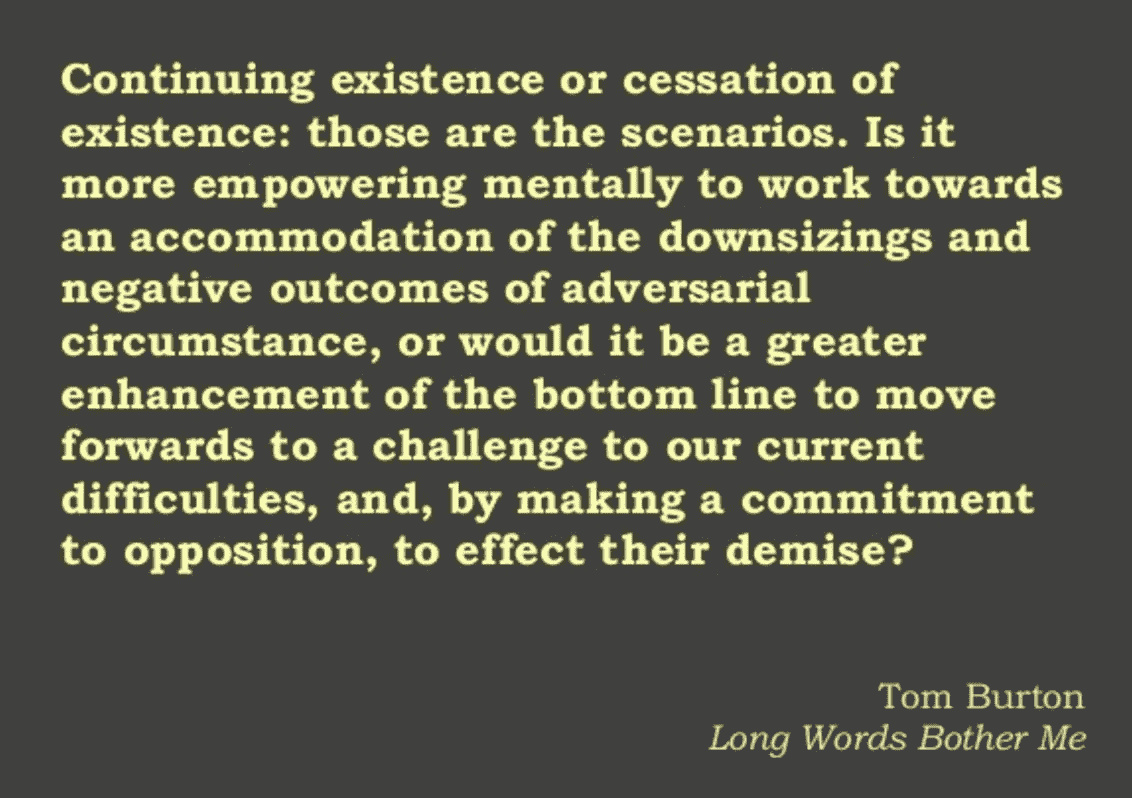 Continuing existence or cessation of
existence: those are the scenarios. Is it
more empowering mentally to work towards
an accommodation of the downsizings and
negative outcomes of adversarial
circumstance, or would it be a greater
enhancement of the bottom line to move
forwards to a challenge to our current
difficulties, and, by making a commitment
to opposition, to effect their demise?
Tom Burton
Long Words Bother Me